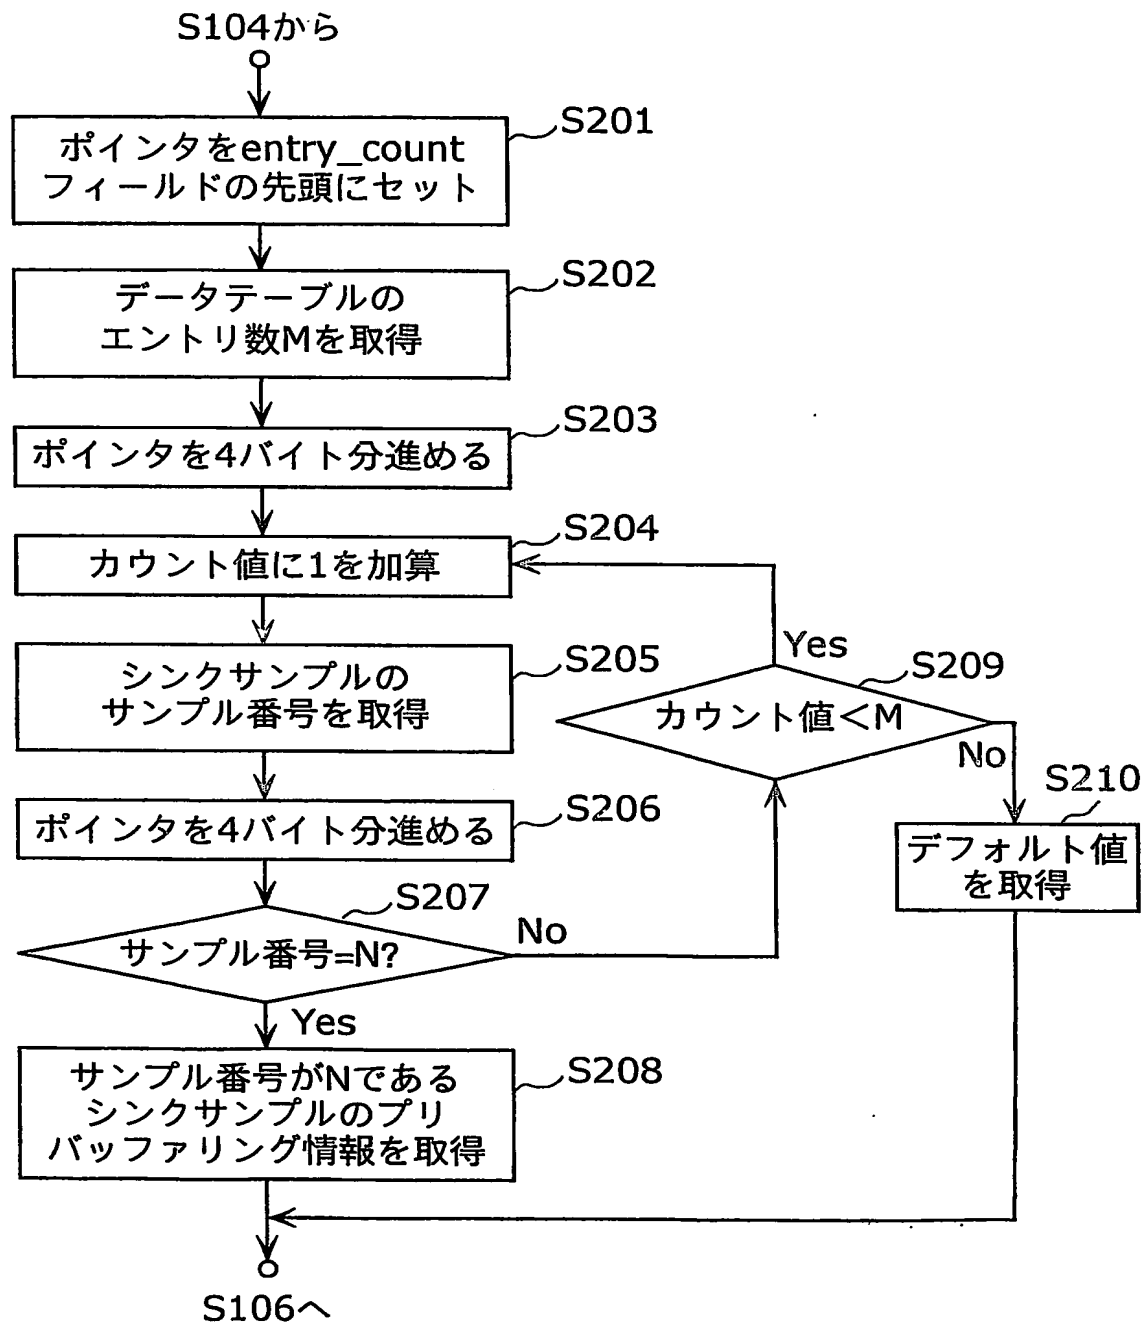 S104から
S201
ポインタをentry_count
フィールドの先頭にセット
S202
データテーブルの
エントリ数Mを取得
S203
ポインタを4バイト分進める
S204
カウント値に1を加算
S205
シンクサンプルの
サンプル番号を取得
S206
ポインタを4バイト分進める
S207
サンプル番号=N?
No
Yes
S208
サンプル番号がNである
シンクサンプルのプリ
バッファリング情報を取得
Yes
S209
カウント値<M
No
S210
デフォルト値
を取得
S106へ